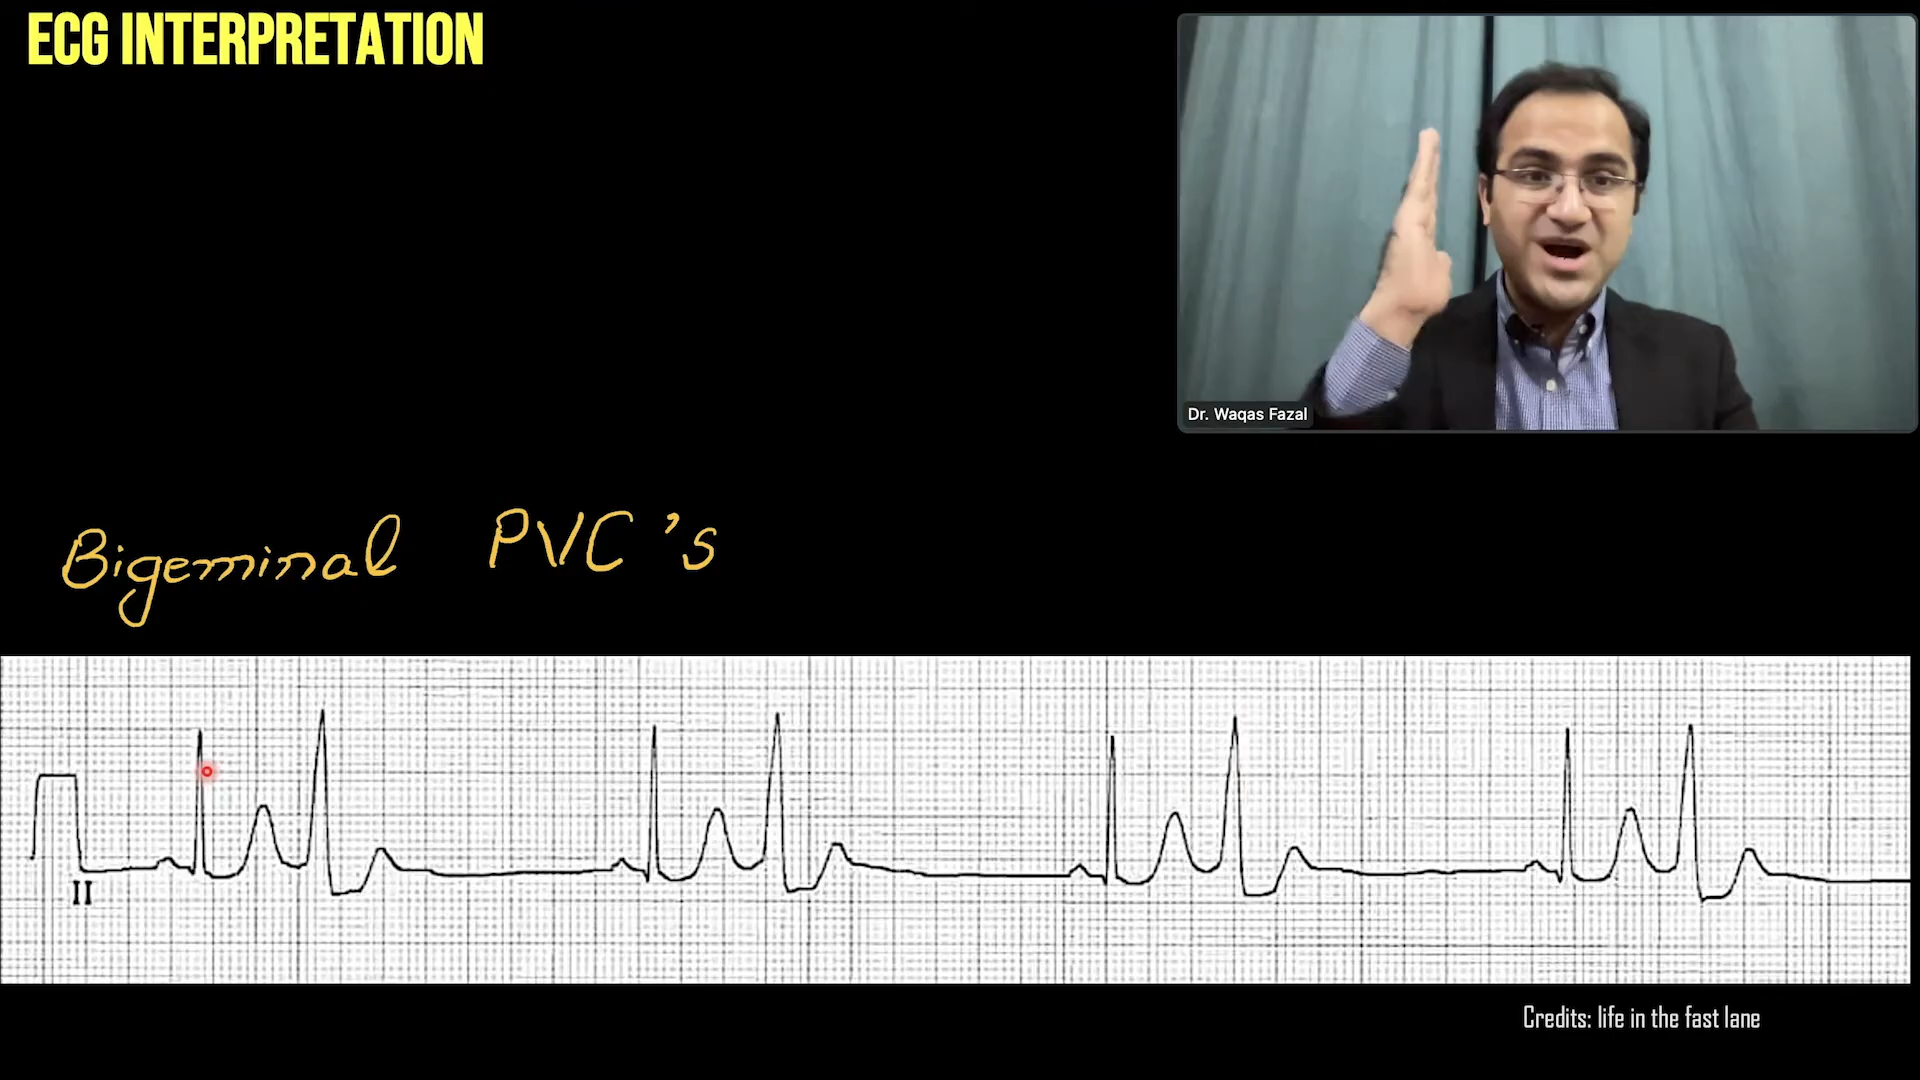 ECG INTERPRETATION
Dr. Waqas Fazal
Bigeminal PVC's
II
Credits: life in the fast lane